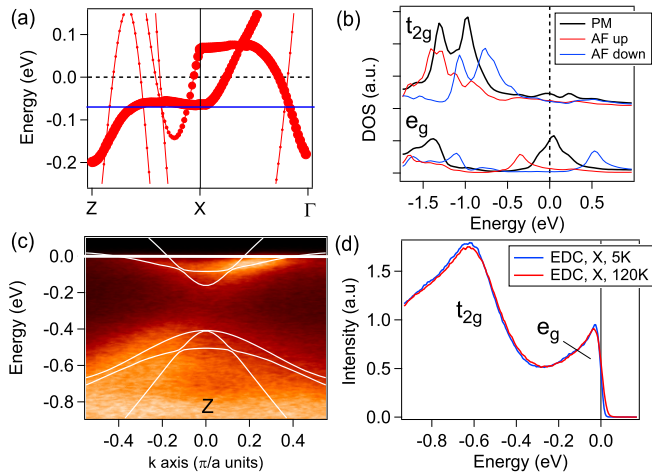 (a)
Energy (eV)
0.1
0.0
-0.1
-0.2
Z
X
Γ
(b)
DOS (a.u.)
t2g
eg
PM
AF up
AF down
-1.5
-1.0
-0.5
0.0
0.5
Energy (eV)
(c)
Energy (eV)
0.0
-0.2
-0.4
-0.6
-0.8
Z
-0.4
-0.2
0.0
0.2
0.4
k axis (π/a units)
(d)
Intensity (a.u)
1.5
1.0
0.5
0.0
EDC, X, 5K
EDC, X, 120K
t2g
eg
-0.8
-0.6
-0.4
-0.2
0.0
Energy (eV)